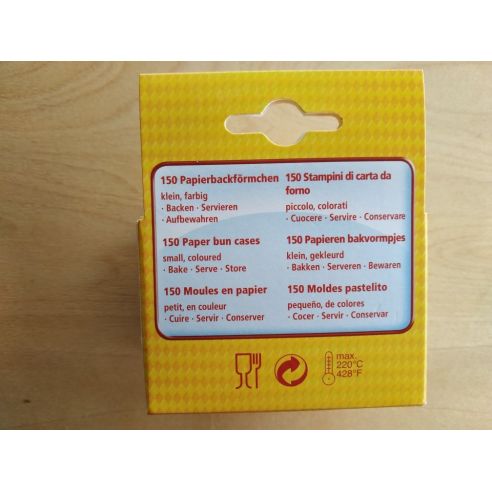 150 Papierbackförmchen
klein, farbig
· Backen · Servieren
· Aufbewahren
150 Stampini di carta da
forno
piccolo, colorati
· Cuocere · Servire · Conservare
150 Paper bun cases
small, coloured
· Bake · Serve · Store
150 Papieren bakvormpjes
klein, gekleurd
· Bakken · Serveren · Bewaren
150 Moules en papier
petit, en couleur
· Cuire · Servir · Conserver
150 Moldes pastelito
pequeño, de colores
· Cocer · Servir · Conservar
max.
220°C
428°F